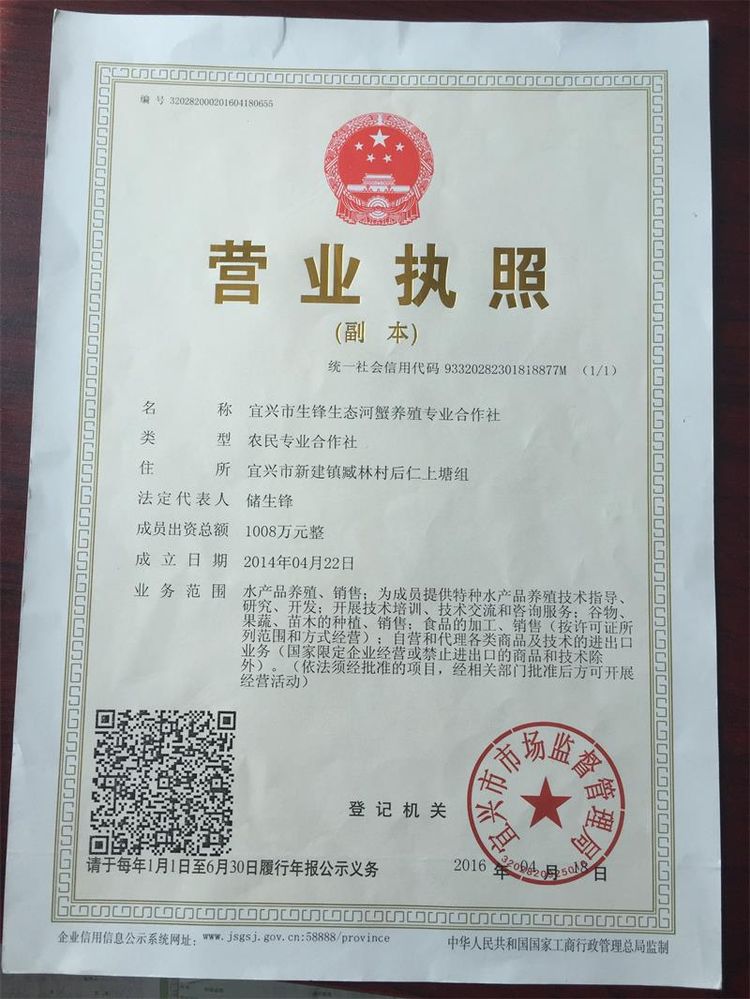 编 号 320282000201604180655
营业执照
(副 本)
统一社会信用代码 93320282301818877M （1/1）
名 称 宜兴市生锋生态河蟹养殖专业合作社
类 型 农民专业合作社
住 所 宜兴市新建镇臧林村后仁上塘组
法定代表人 储生锋
成员出资总额 1008万元整
成立日期 2014年04月22日
业务范围 水产品养殖、销售；为成员提供特种水产品养殖技术指导、
研究、开发；开展技术培训、技术交流和咨询服务；谷物、
果蔬、苗木的种植、销售；食品的加工、销售（按许可证所
列范围和方式经营）；自营和代理各类商品及技术的进出口
业务（国家限定企业经营或禁止进出口的商品和技术除
外）。（依法须经批准的项目，经相关部门批准后方可开展
经营活动）
宜兴市市场监督管理局
登记机关
2016 年 04 月 18 日
请于每年1月1日至6月30日履行年报公示义务
企业信用信息公示系统网址：www.jsgsj.gov.cn:58888/province
中华人民共和国国家工商行政管理总局监制